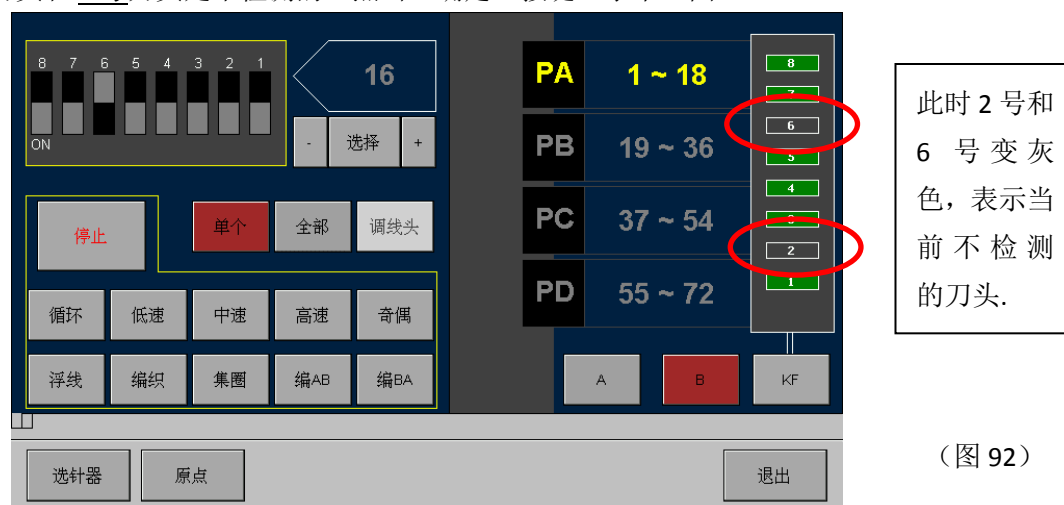 8 7 6 5 4 3 2 1
ON
16
- 选择 +
停止
单个 全部 调线头
循环 低速 中速 高速 奇偶
浮线 编织 集圈 编AB 编BA
PA 1 ~ 18
PB 19 ~ 36
PC 37 ~ 54
PD 55 ~ 72
8
7
6
5
4
3
2
1
A B KF
选针器 原点 退出
此时 2 号和
6 号变灰
色，表示当
前不检测
的刀头.
（图 92）